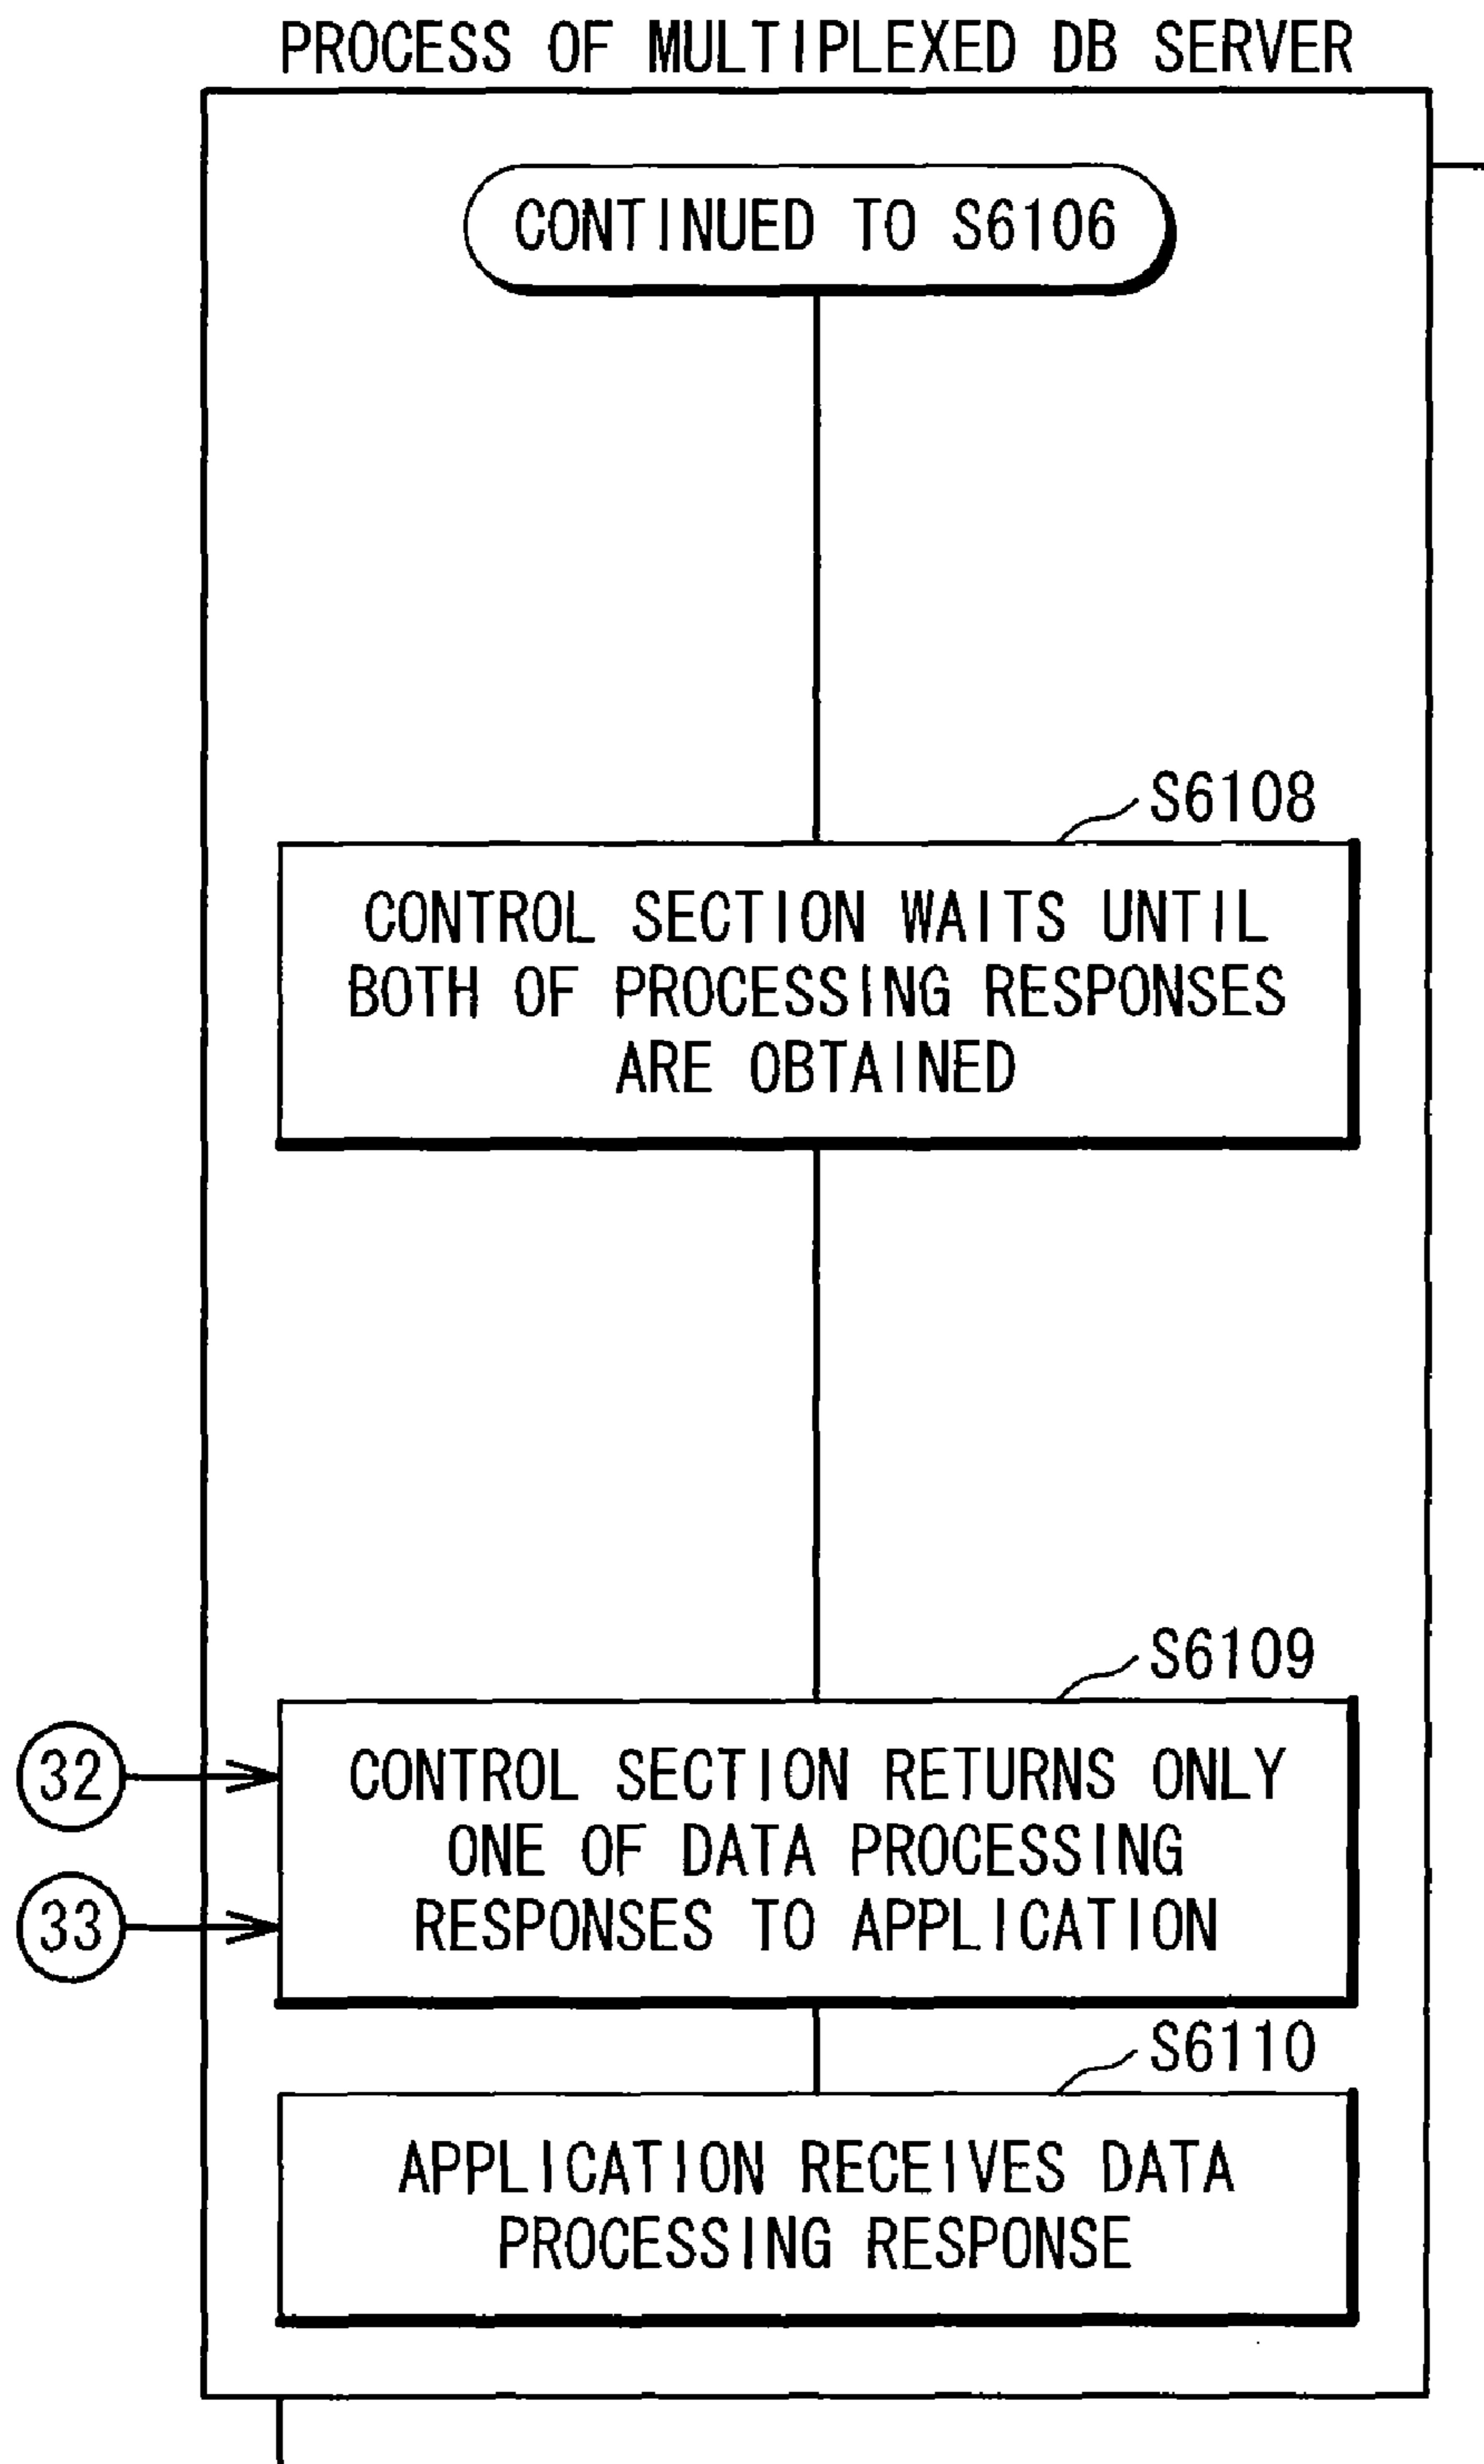 PROCESS OF MULTIPLEXED DB SERVER
CONTINUED TO S6106
S6108
CONTROL SECTION WAITS UNTIL
BOTH OF PROCESSING RESPONSES
ARE OBTAINED
S6109
32
CONTROL SECTION RETURNS ONLY
ONE OF DATA PROCESSING
33
RESPONSES TO APPLICATION
S6110
APPLICATION RECEIVES DATA
PROCESSING RESPONSE